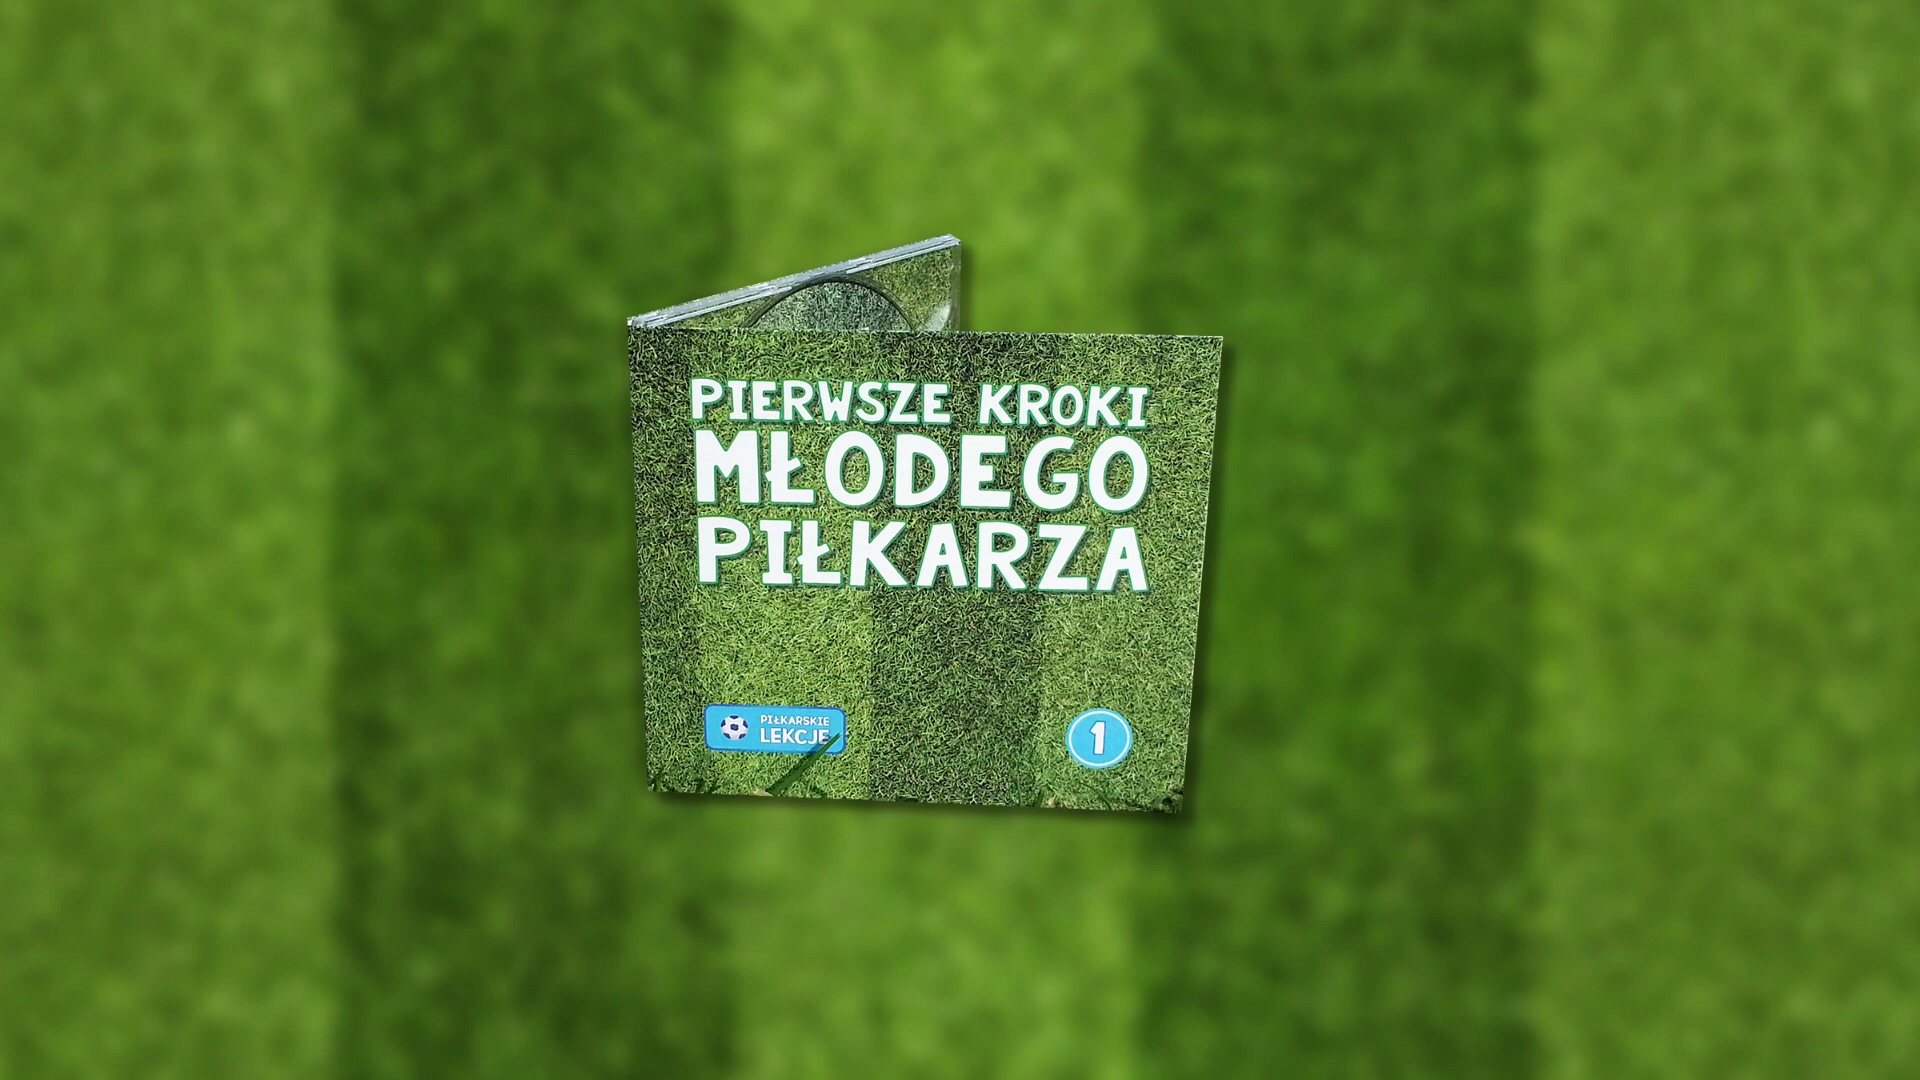 PIERWSZE KROKI
MŁODEGO
PIŁKARZA
PIŁKARSKIE
LEKCJE
1